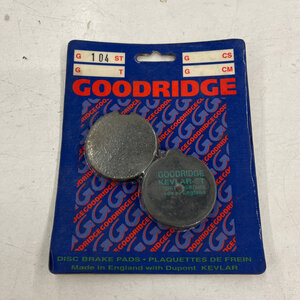 G 104 ST
G CS
G T
G CM
GOODRIDGE
GOODRIDGE
KEVLAR-ST
DISC BRAKE PADS - PLAQUETTES DE FREIN
Made in England with Dupont KEVLAR